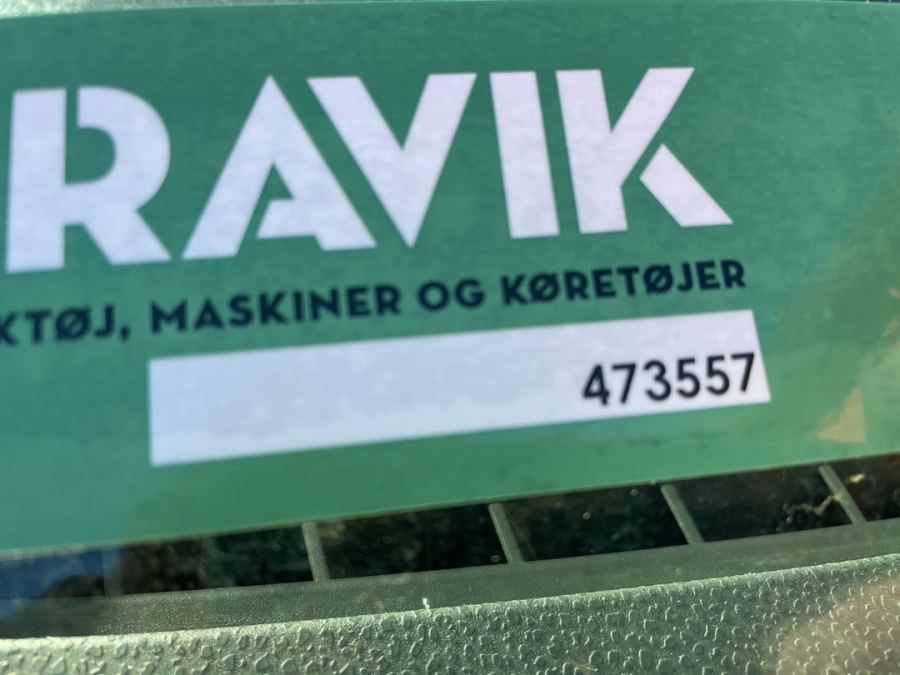 RAVIK
KTØJ, MASKINER OG KØRETØJER
473557